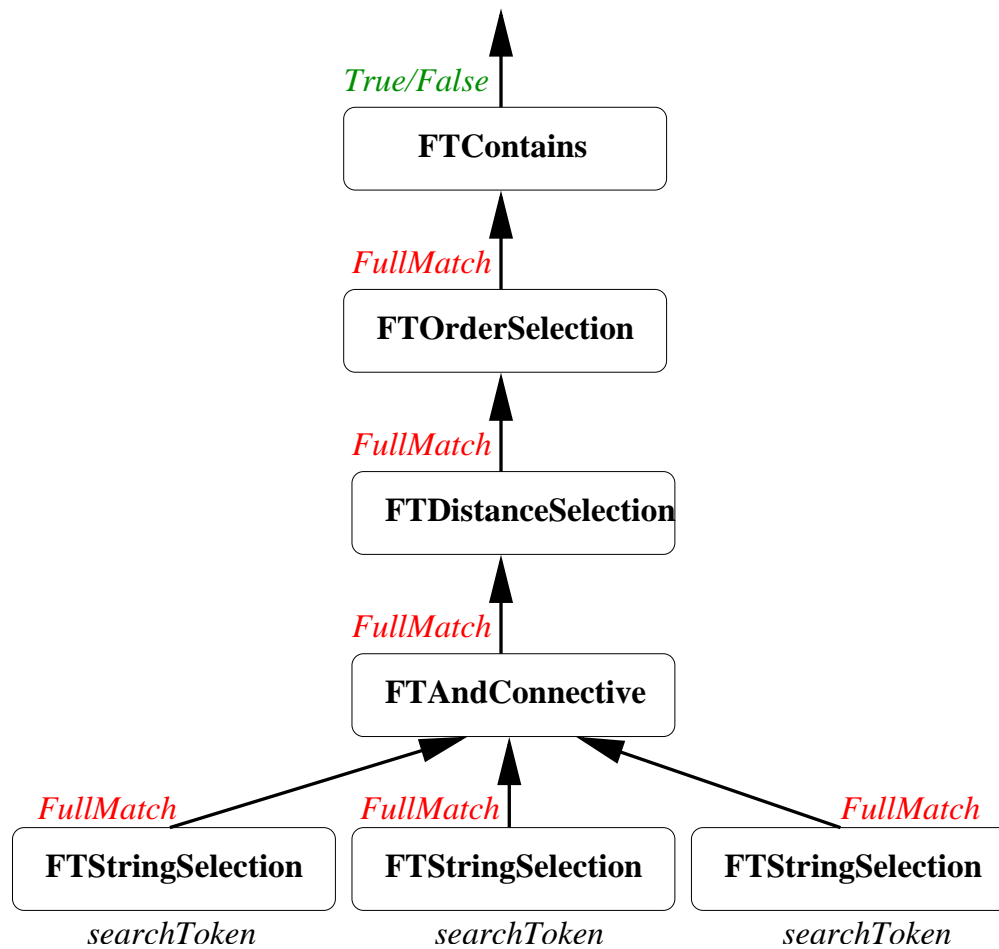 True/False
FTContains
FullMatch
FTOrderSelection
FullMatch
FTDistanceSelection
FullMatch
FTAndConnective
FullMatch FullMatch FullMatch
FTStringSelection FTStringSelection FTStringSelection
searchToken searchToken searchToken